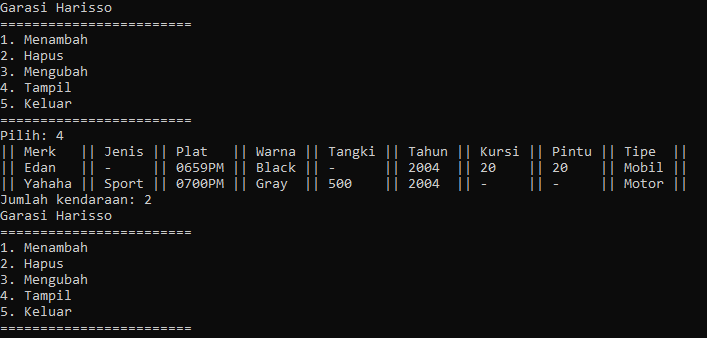 Garasi Harisso
========================
1. Menambah
2. Hapus
3. Mengubah
4. Tampil
5. Keluar
========================
Pilih: 4
|| Merk   || Jenis || Plat   || Warna || Tangki || Tahun || Kursi || Pintu || Tipe  ||
|| Edan   || -     || 0659PM || Black || -      || 2004  || 20    || 20    || Mobil ||
|| Yahaha || Sport || 0700PM || Gray  || 500    || 2004  || -     || -     || Motor ||
Jumlah kendaraan: 2
Garasi Harisso
========================
1. Menambah
2. Hapus
3. Mengubah
4. Tampil
5. Keluar
========================